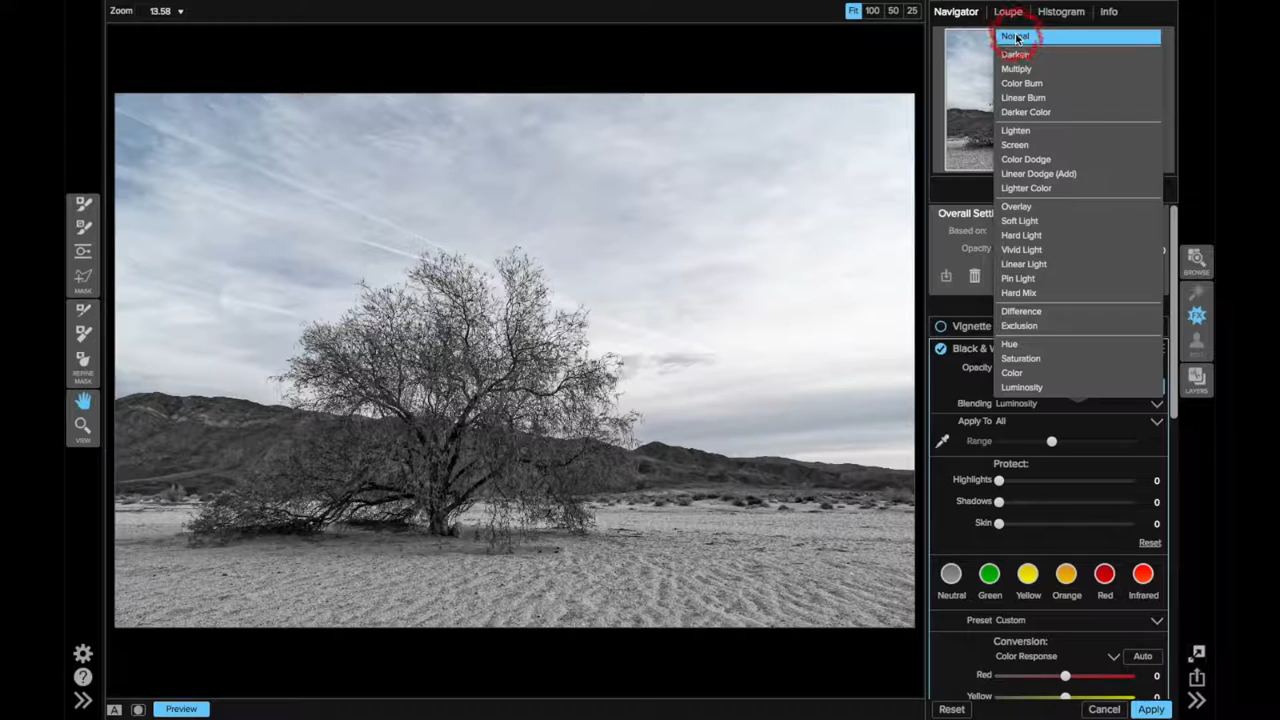 Zoom 13.58
Fit 100 50 25
Navigator Loupe Histogram Info
Normal
Darken
Multiply
Color Burn
Linear Burn
Darker Color
Lighten
Screen
Color Dodge
Linear Dodge (Add)
Lighter Color
Overlay
Soft Light
Hard Light
Vivid Light
Linear Light
Pin Light
Hard Mix
Difference
Exclusion
Hue
Saturation
Color
Luminosity
Overall Setti
Based on:
Opacity
Vignette
Black & W
Opacity
Blending Luminosity
Apply To All
Range
Protect:
Highlights 0
Shadows 0
Skin 0
Reset
Neutral Green Yellow Orange Red Infrared
Preset Custom
Conversion:
Color Response Auto
Red 0
Yellow 0
Reset Cancel Apply
MASK
REFINE
MASK
VIEW
BROWSE
FX
LAYERS
A Preview